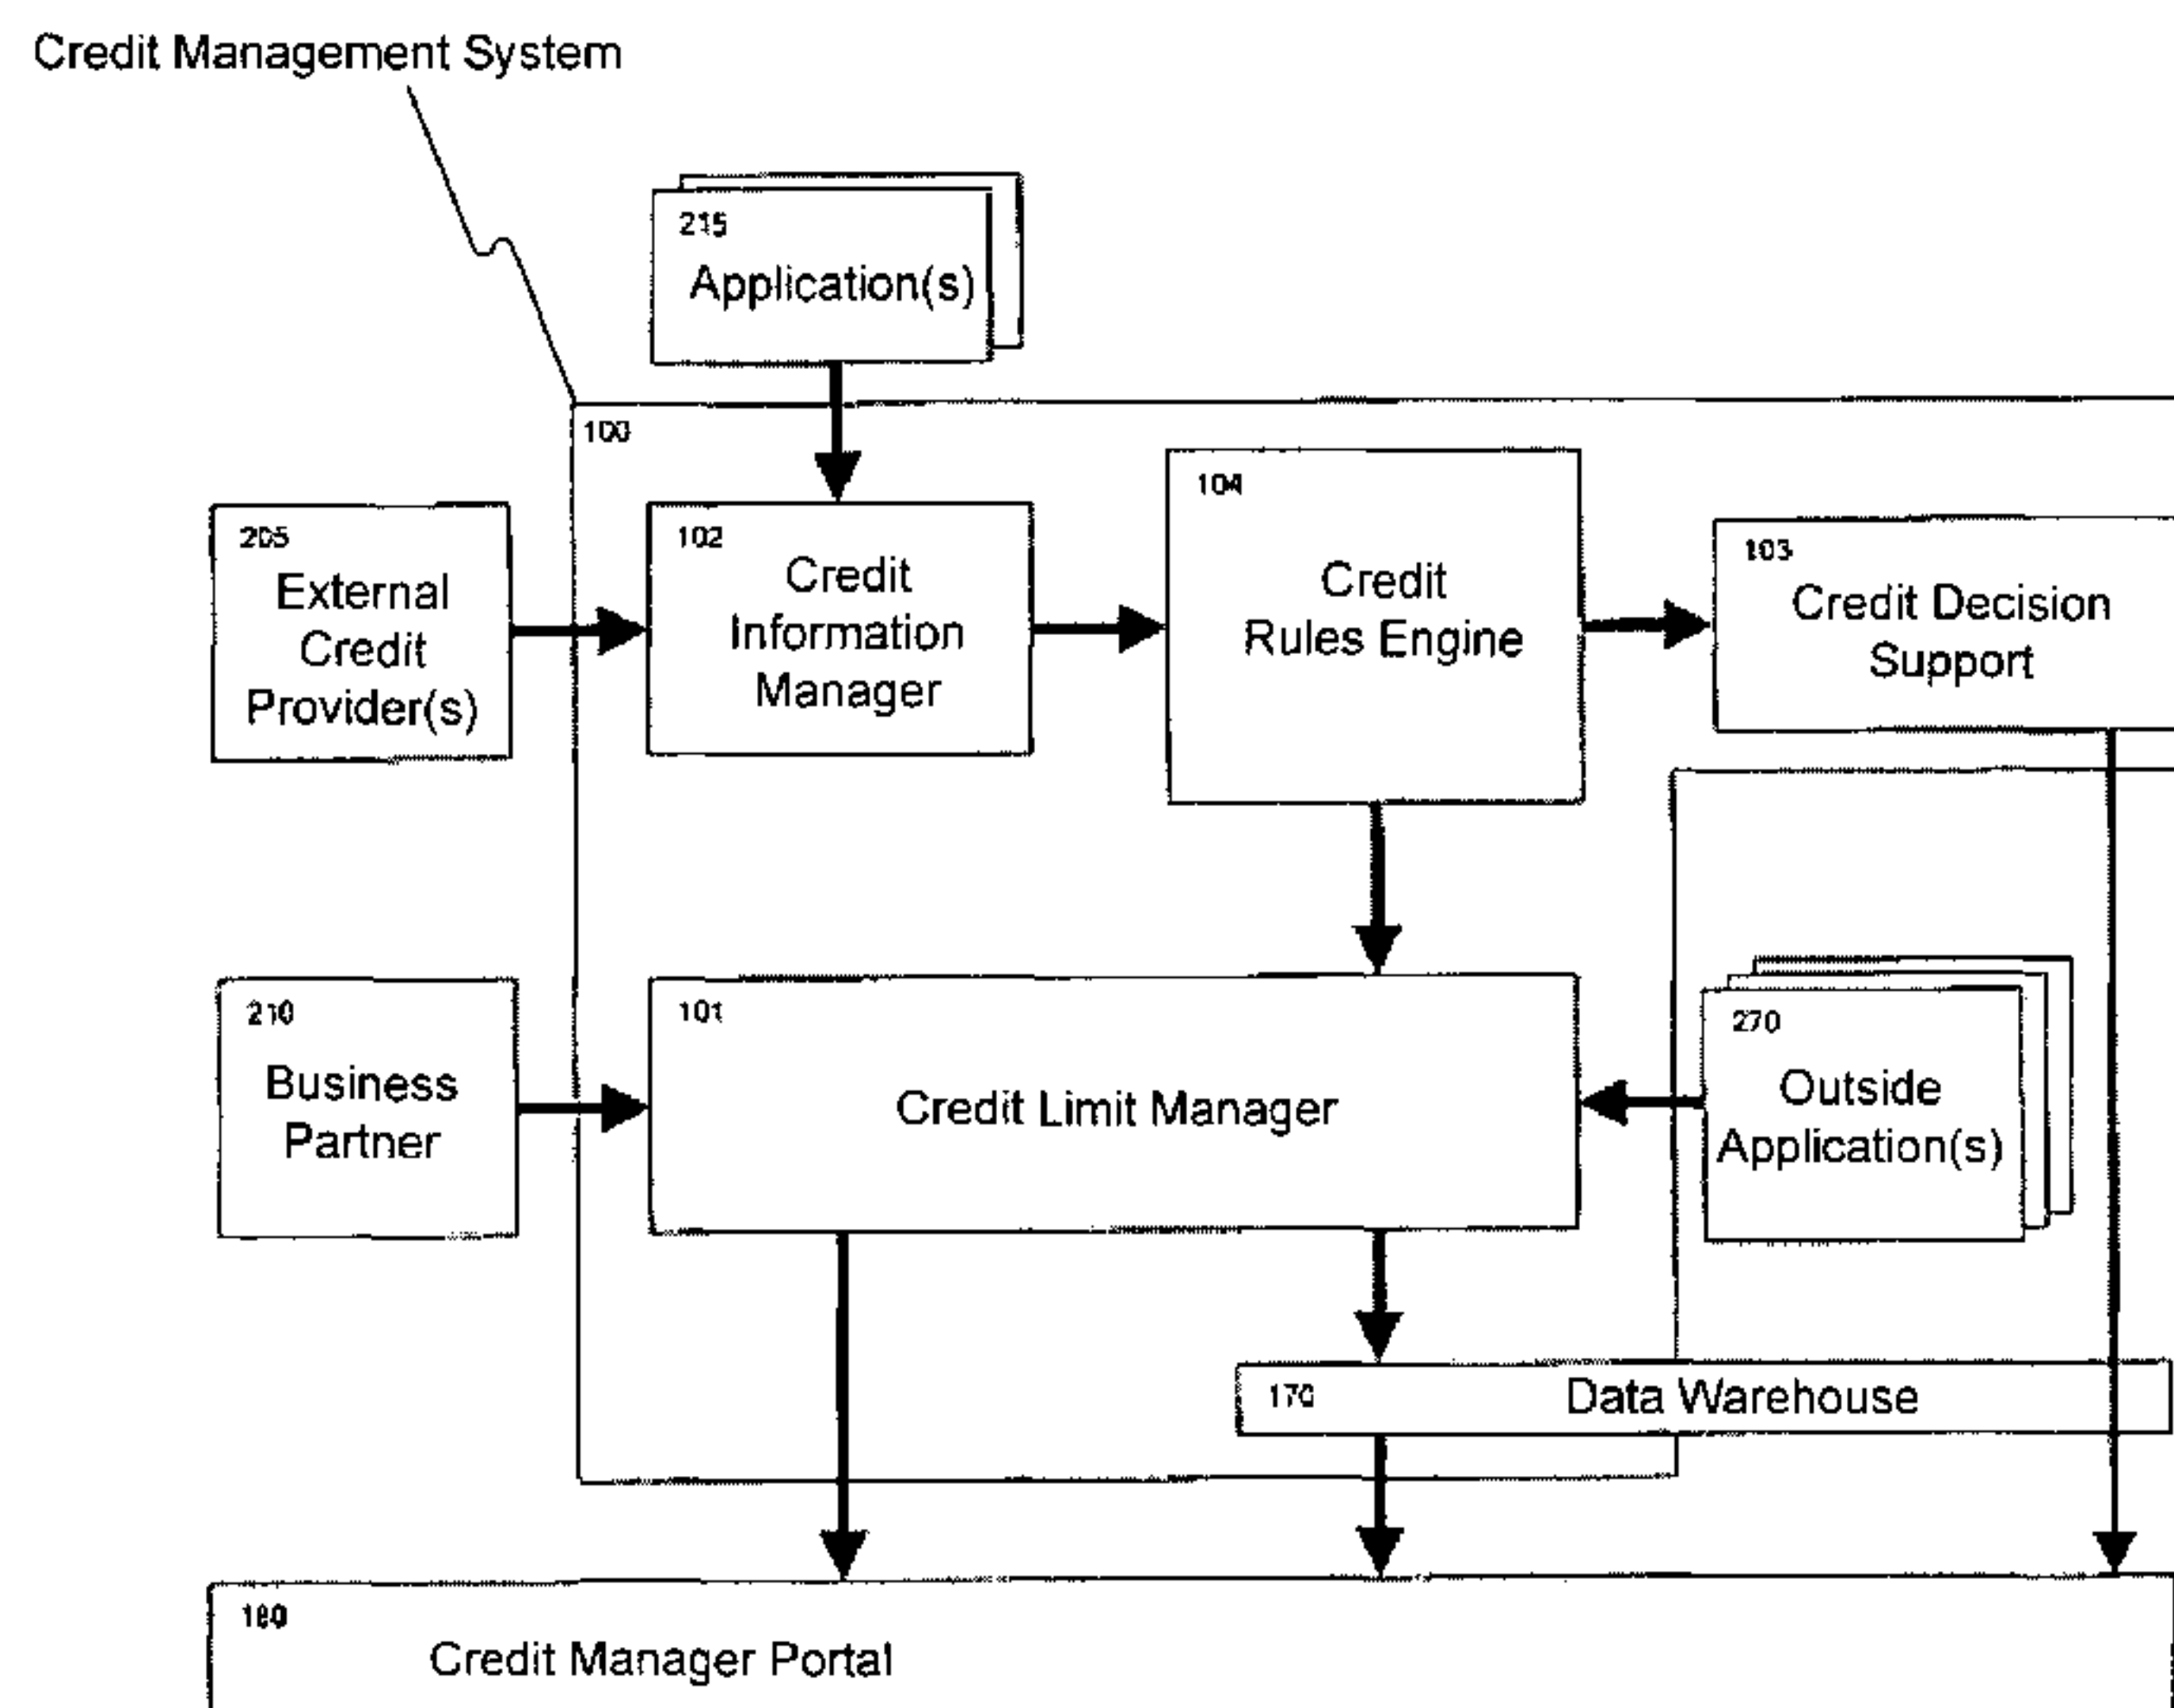 Credit Management System
215
Application(s)
100
205
External
Credit
Provider(s)
102
Credit
Information
Manager
104
Credit
Rules Engine
103
Credit Decision
Support
210
Business
Partner
101
Credit Limit Manager
270
Outside
Application(s)
170
Data Warehouse
180
Credit Manager Portal